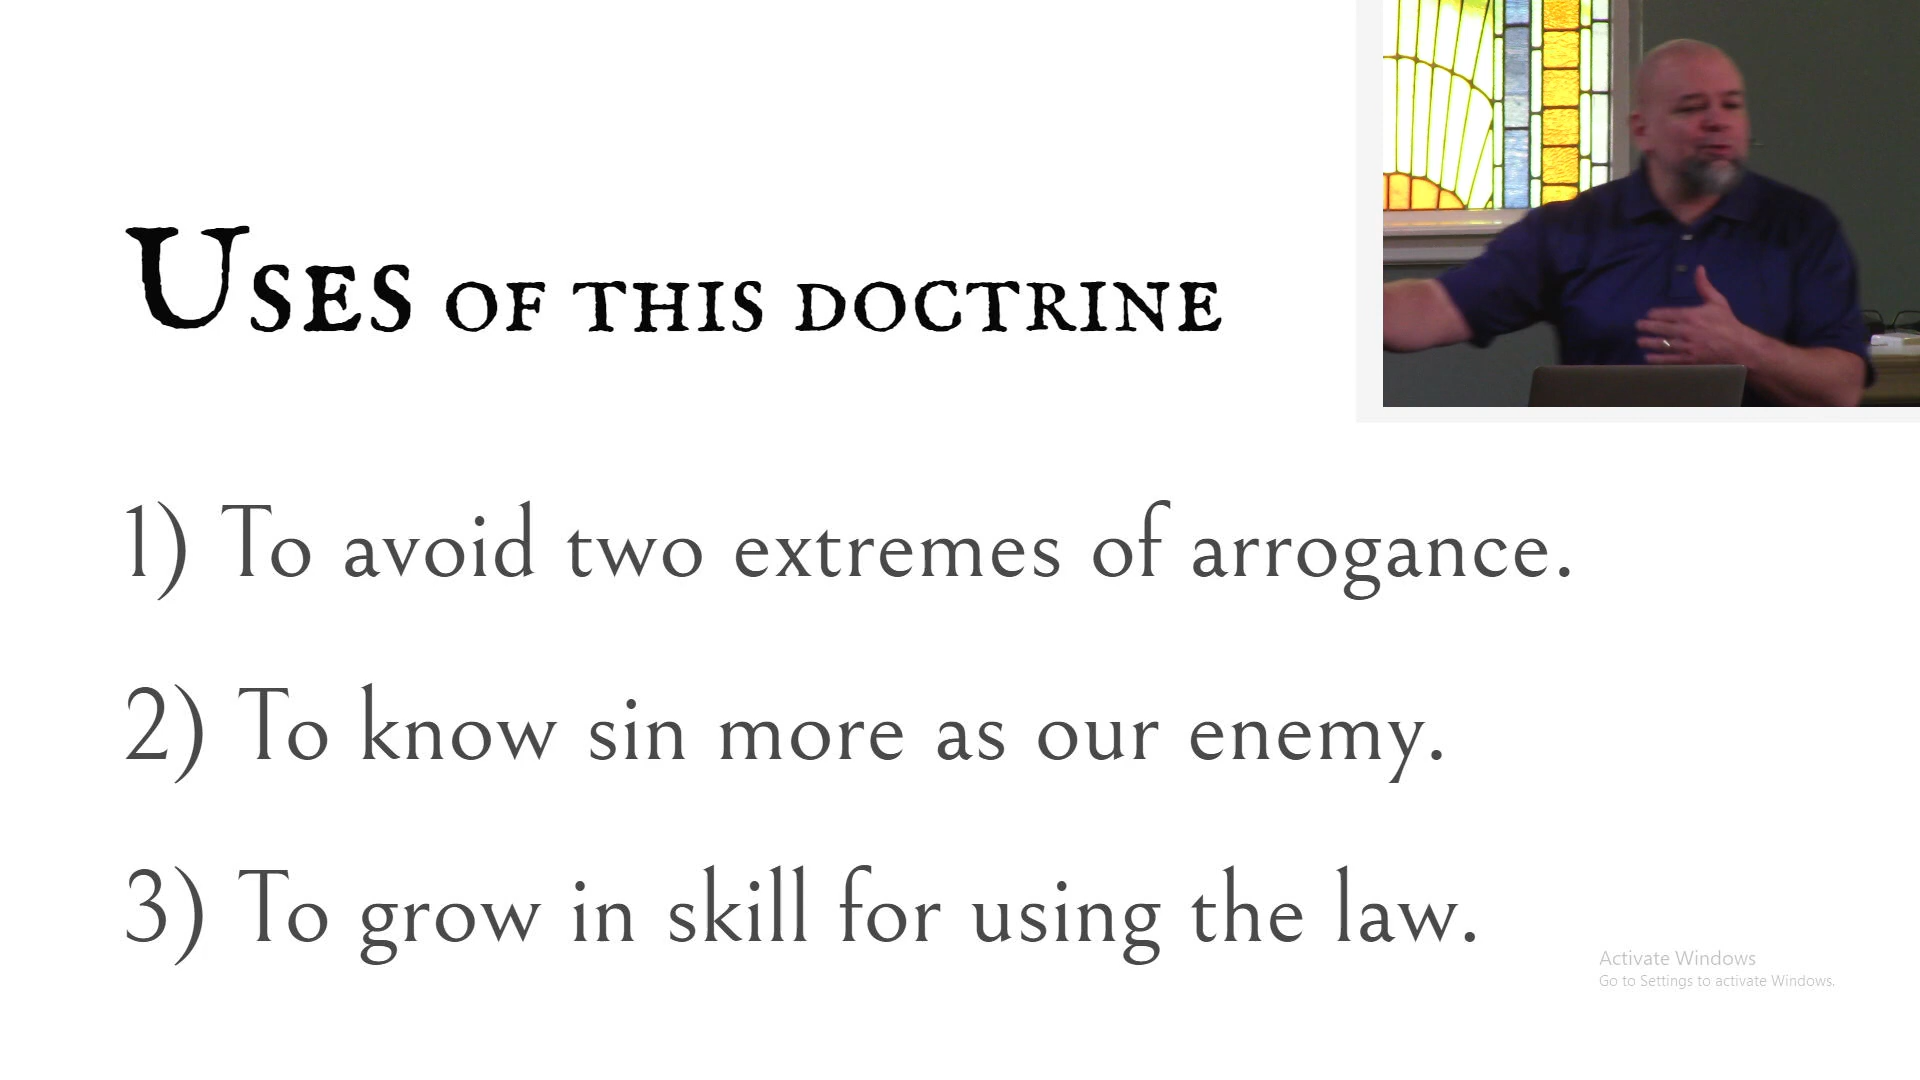 Uses of this doctrine
1) To avoid two extremes of arrogance.
2) To know sin more as our enemy.
3) To grow in skill for using the law.
Activate Windows
Go to Settings to activate Windows.